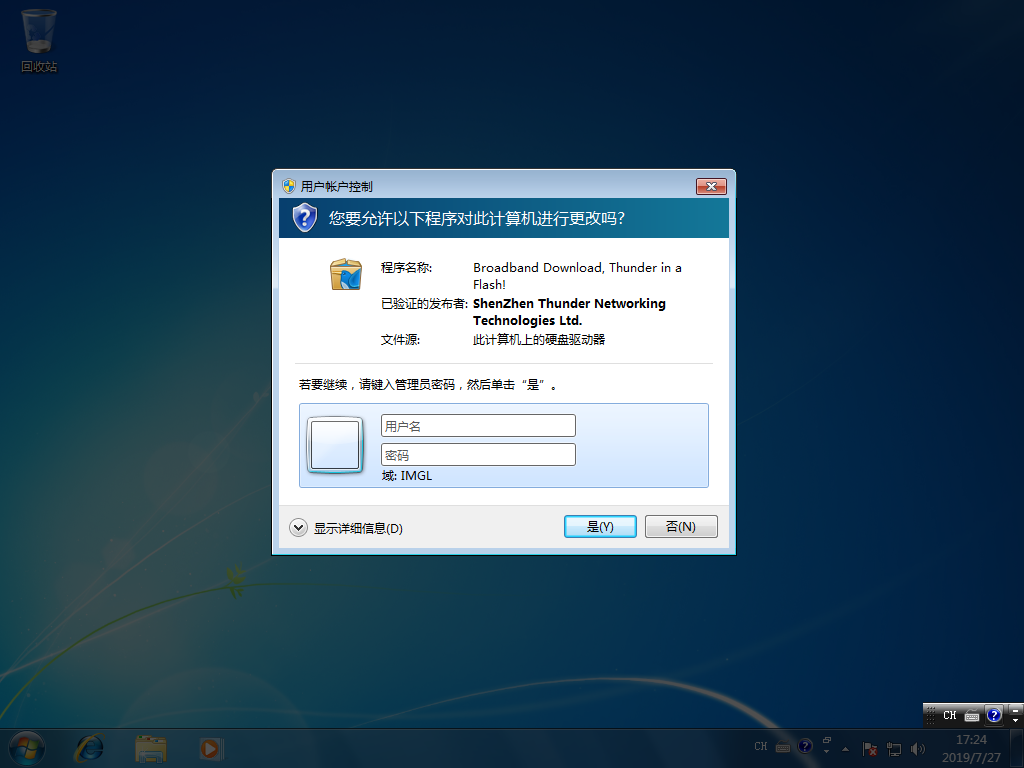 回收站
用户帐户控制
您要允许以下程序对此计算机进行更改吗?
程序名称:
Broadband Download, Thunder in a
Flash!
已验证的发布者:
ShenZhen Thunder Networking
Technologies Ltd.
文件源:
此计算机上的硬盘驱动器
若要继续，请键入管理员密码，然后单击“是”。
用户名
密码
域: IMGL
显示详细信息(D)
是(Y)
否(N)
CH
CH
17:24
2019/7/27